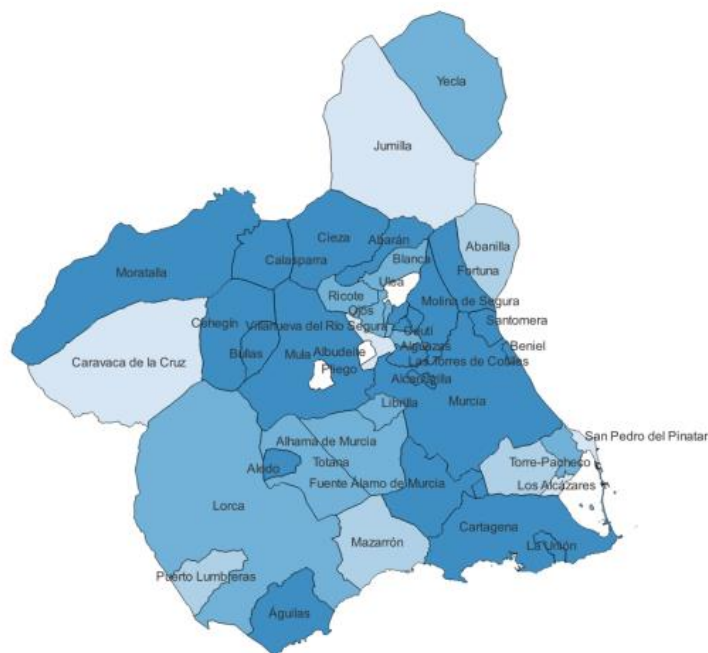 Yecla
Jumilla
Abanilla
Cieza
Abarán
Blanca
Fortuna
Calasparra
Moratalla
Ulea
Ricote
Molina de Segura
Ojos
Santomera
Cehegín
Villanueva del Río Segura
Ceutí
Beniel
Bullas
Mula
Albudeite
Alguazas
Las Torres de Cotillas
Caravaca de la Cruz
Pliego
Alcantarilla
Murcia
Librilla
San Pedro del Pinatar
Alhama de Murcia
Torre-Pacheco
Aledo
Totana
Fuente Álamo de Murcia
Los Alcázares
Lorca
Cartagena
Mazarrón
La Unión
Puerto Lumbreras
Águilas